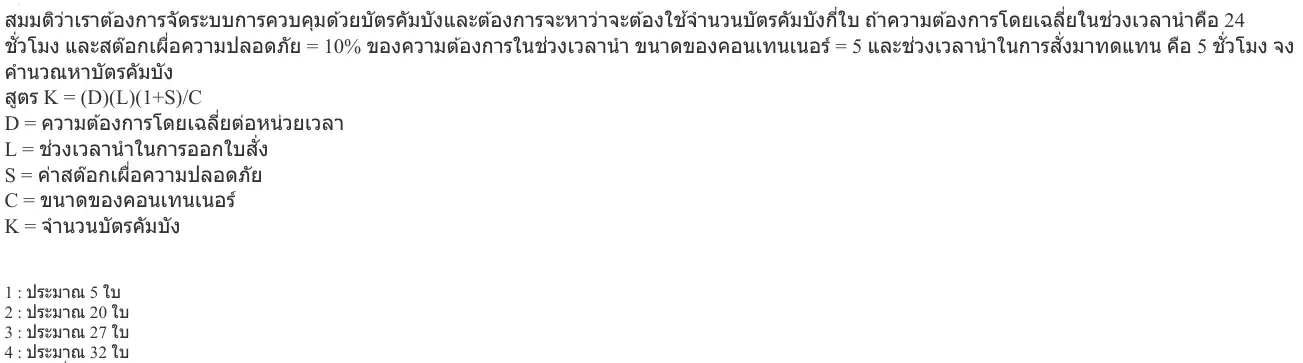 สมมติว่าเราต้องการจัดระบบการควบคุมด้วยบัตรคัมบังและต้องการจะหาว่าจะต้องใช้จำนวนบัตรคัมบังกี่ใบ ถ้าความต้องการโดยเฉลี่ยในช่วงเวลานำคือ 24
ชั่วโมง และสต๊อกเผื่อความปลอดภัย = 10% ของความต้องการในช่วงเวลานำ ขนาดของคอนเทนเนอร์ = 5 และช่วงเวลานำในการสั่งมาทดแทน คือ 5 ชั่วโมง จง
คำนวณหาบัตรคัมบัง
สูตร K = (D)(L)(1+S)/C
D = ความต้องการโดยเฉลี่ยต่อหน่วยเวลา
L = ช่วงเวลานำในการออกใบสั่ง
S = ค่าสต๊อกเผื่อความปลอดภัย
C = ขนาดของคอนเทนเนอร์
K = จำนวนบัตรคัมบัง
1 : ประมาณ 5 ใบ
2 : ประมาณ 20 ใบ
3 : ประมาณ 27 ใบ
4 : ประมาณ 32 ใบ